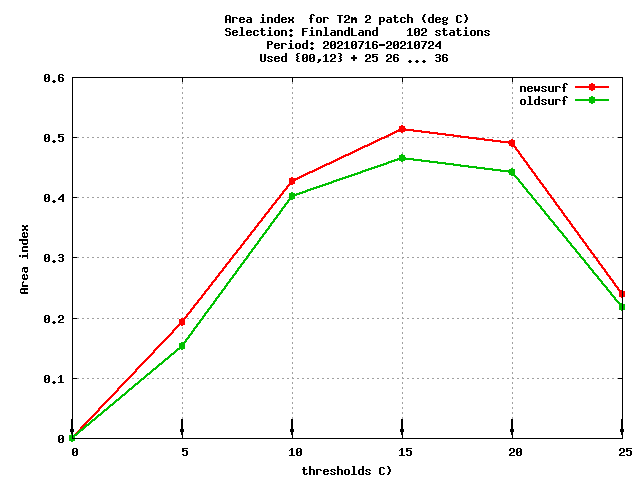 Area index  for T2m 2 patch (deg C)
Selection: FinlandLand    102 stations
Period: 20210716-20210724
Used {00,12} + 25 26 ... 36
newsurf
oldsurf
0.6
0.5
0.4
0.3
0.2
0.1
0
Area index
0 5 10 15 20 25
thresholds C)